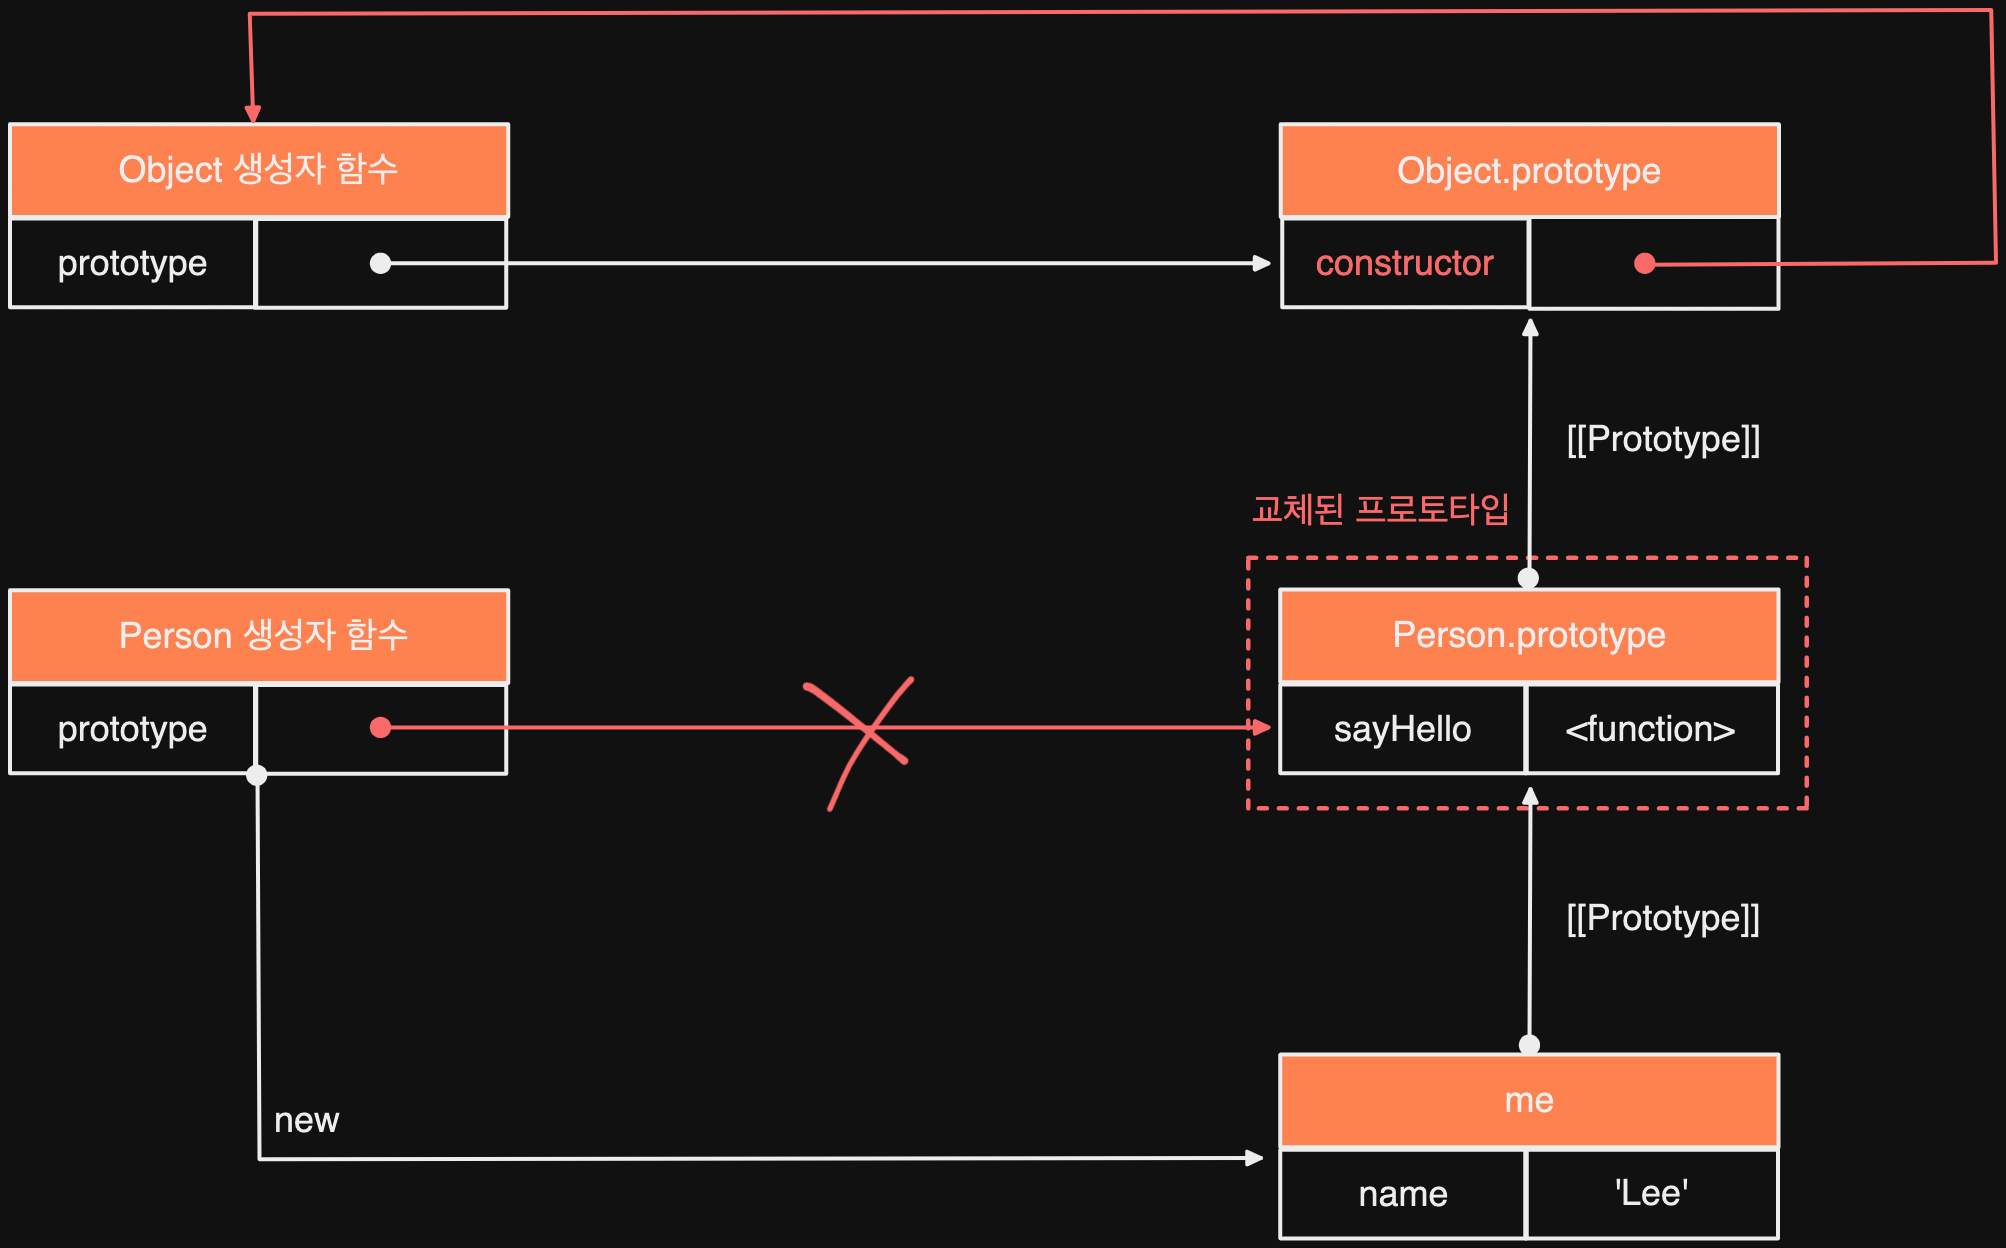 Object 생성자 함수
Object.prototype
prototype
constructor
[[Prototype]]
교체된 프로토타입
Person 생성자 함수
Person.prototype
prototype
sayHello
<function>
[[Prototype]]
new
me
name
'Lee'